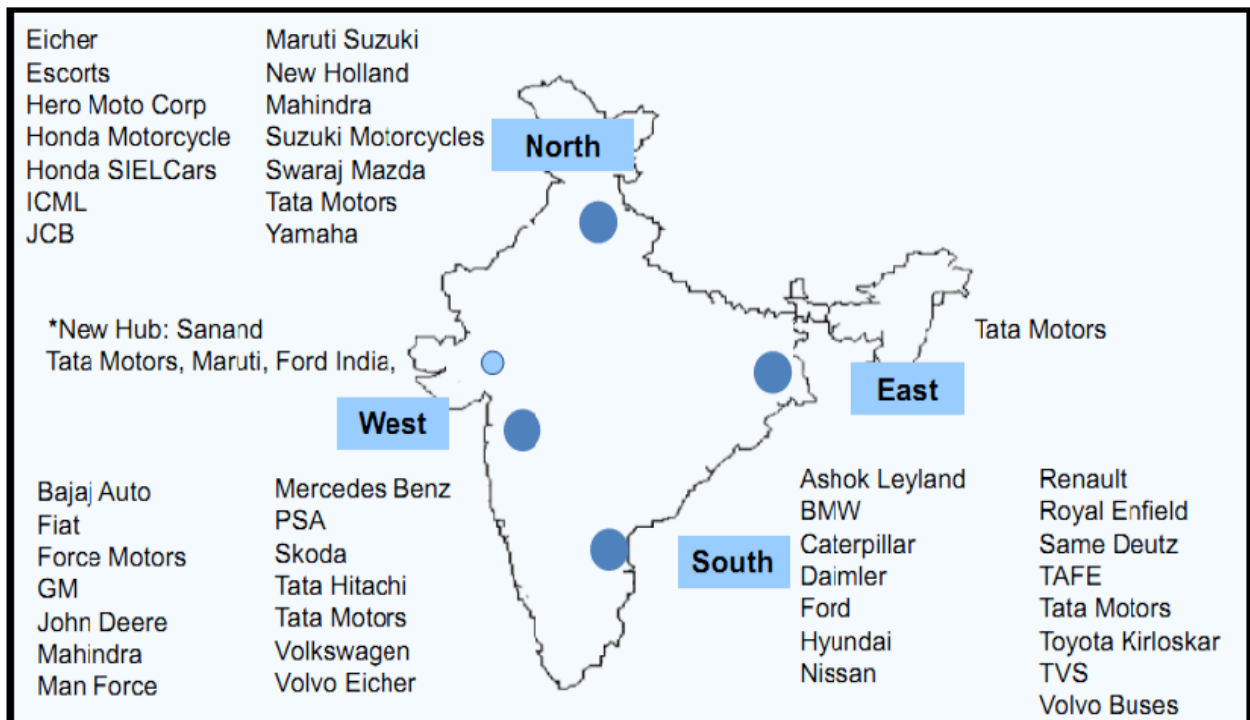 Eicher
Escorts
Hero Moto Corp
Honda Motorcycle
Honda SIELCars
ICML
JCB
Maruti Suzuki
New Holland
Mahindra
Suzuki Motorcycles
Swaraj Mazda
Tata Motors
Yamaha
North
*New Hub: Sanand
Tata Motors, Maruti, Ford India,
Tata Motors
East
West
Bajaj Auto
Fiat
Force Motors
GM
John Deere
Mahindra
Man Force
Mercedes Benz
PSA
Skoda
Tata Hitachi
Tata Motors
Volkswagen
Volvo Eicher
South
Ashok Leyland
BMW
Caterpillar
Daimler
Ford
Hyundai
Nissan
Renault
Royal Enfield
Same Deutz
TAFE
Tata Motors
Toyota Kirloskar
TVS
Volvo Buses